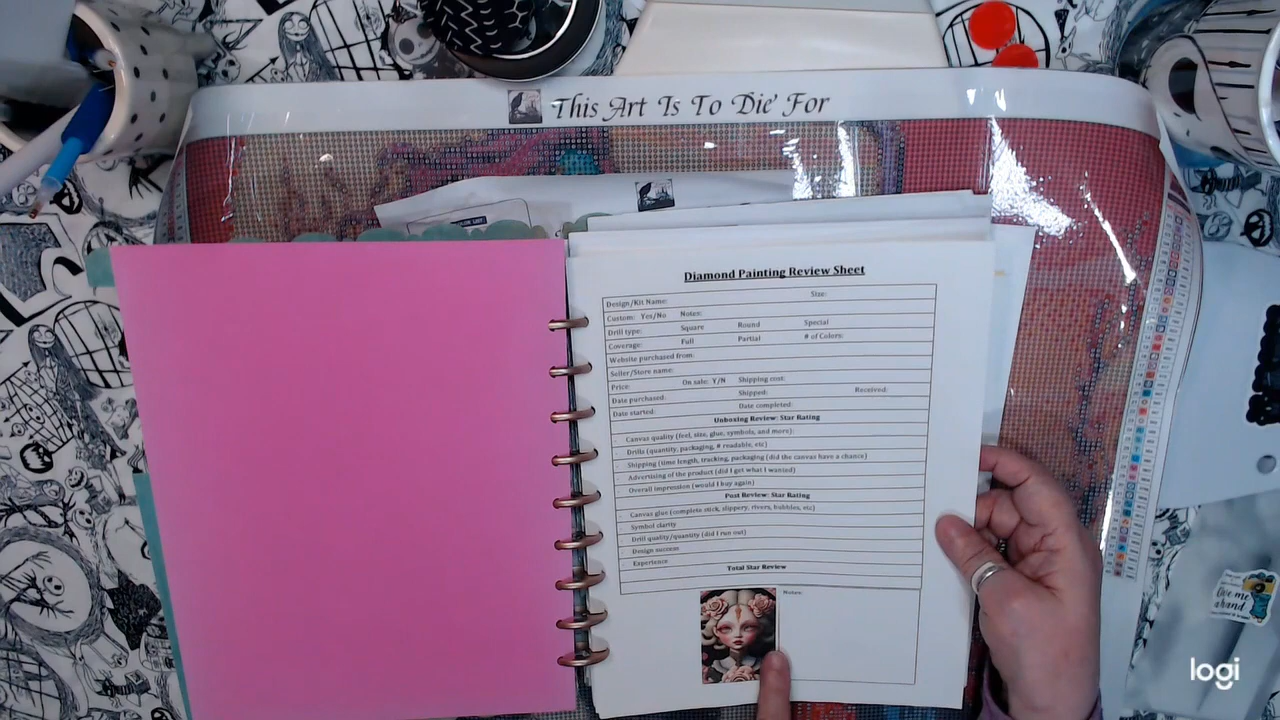 This Art Is To Die For
Diamond Painting Review Sheet
Design/Kit Name: Size:
Custom: Yes/No Notes:
Drill type: Square Round Special
Coverage: Full Partial # of Colors:
Website purchased from:
Seller/Store name:
Price: On sale: Y/N Shipping cost:
Date purchased: Shipped: Received:
Date started: Date completed:
Unboxing Review: Star Rating
Canvas quality (feel, size, glue, symbols, and more):
Drills (quantity, packaging, # readable, etc)
Shipping (time length, tracking, packaging (did the canvas have a chance)
Advertising of the product (did I get what I wanted)
Overall impression (would I buy again)
Post Review: Star Rating
Canvas glue (complete stick, slippery, rivers, bubbles, etc)
Symbol clarity
Drill quality/quantity (did I run out)
Design success
Experience
Total Star Review
Notes:
Give me a hand
logi